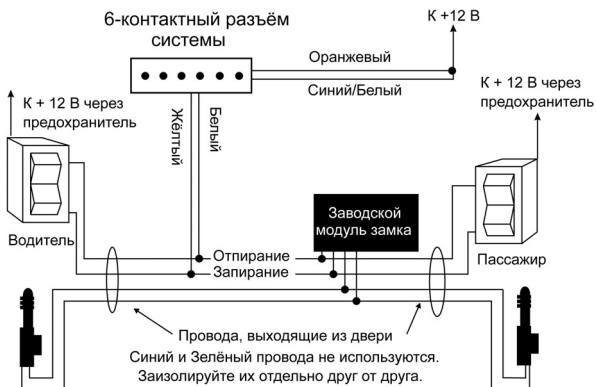 6-контактный разъём
системы
К +12 В
Оранжевый
Синий/Белый
К + 12 В через
предохранитель
К + 12 В через
предохранитель
Жёлтый
Белый
Заводской
модуль замка
Водитель
Отпирание
Запирание
Пассажир
Провода, выходящие из двери
Синий и Зелёный провода не используются.
Заизолируйте их отдельно друг от друга.